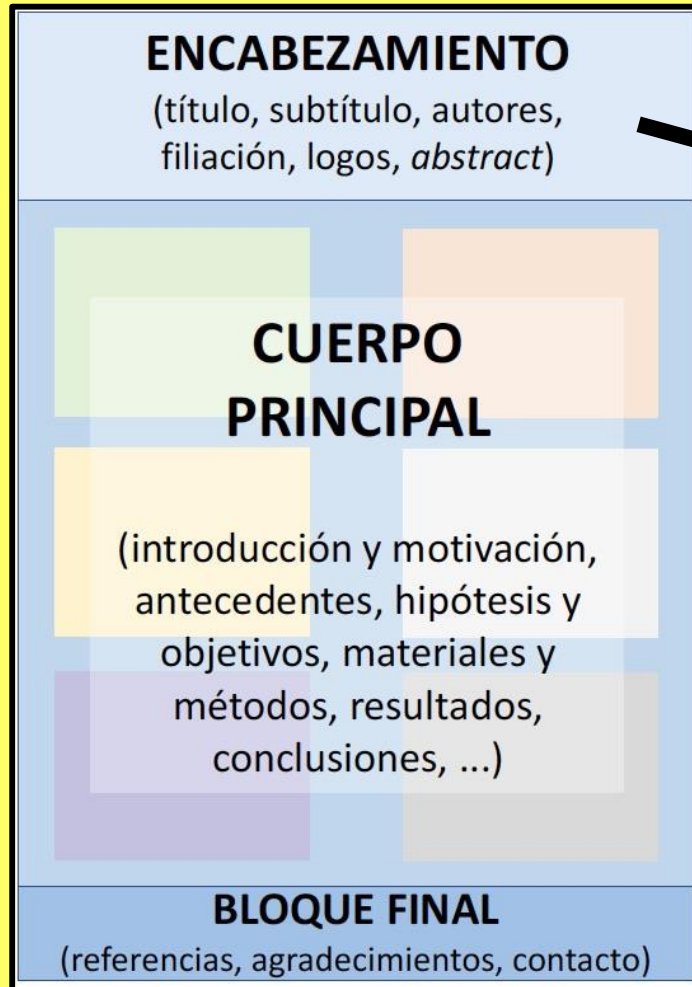 ENCABEZAMIENTO
(título, subtítulo, autores,
filiación, logos, abstract)
CUERPO
PRINCIPAL
(introducción y motivación,
antecedentes, hipótesis y
objetivos, materiales y
métodos, resultados,
conclusiones, ...)
BLOQUE FINAL
(referencias, agradecimientos, contacto)